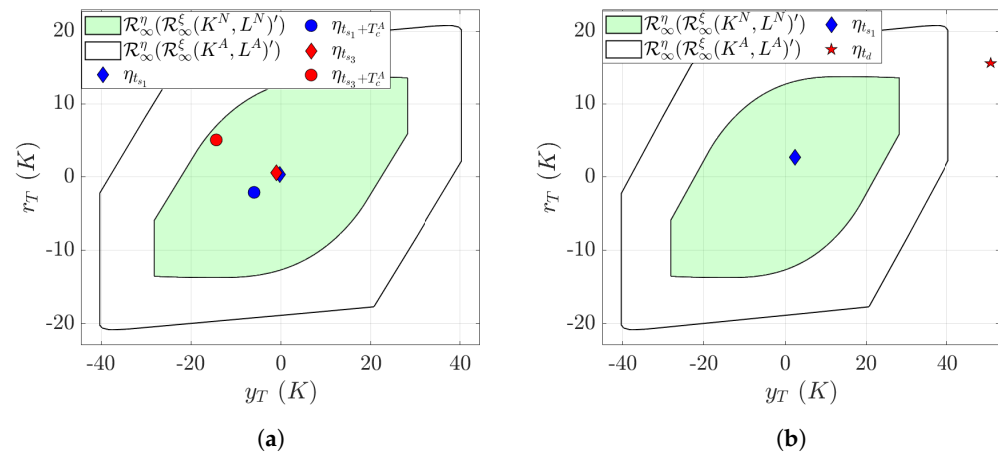 20
10
0
-10
-20
r_T (K)
-40
-20
0
20
40
y_T (K)
R^η_∞(R^ξ_∞(K^N, L^N)′)
R^η_∞(R^ξ_∞(K^A, L^A)′)
η_{t_{s_1}}
η_{t_{s_1}+T_c^A}
η_{t_{s_3}}
η_{t_{s_3}+T_c^A}
(a)
20
10
0
-10
-20
r_T (K)
-40
-20
0
20
40
y_T (K)
R^η_∞(R^ξ_∞(K^N, L^N)′)
R^η_∞(R^ξ_∞(K^A, L^A)′)
η_{t_{s_1}}
η_{t_d}
(b)